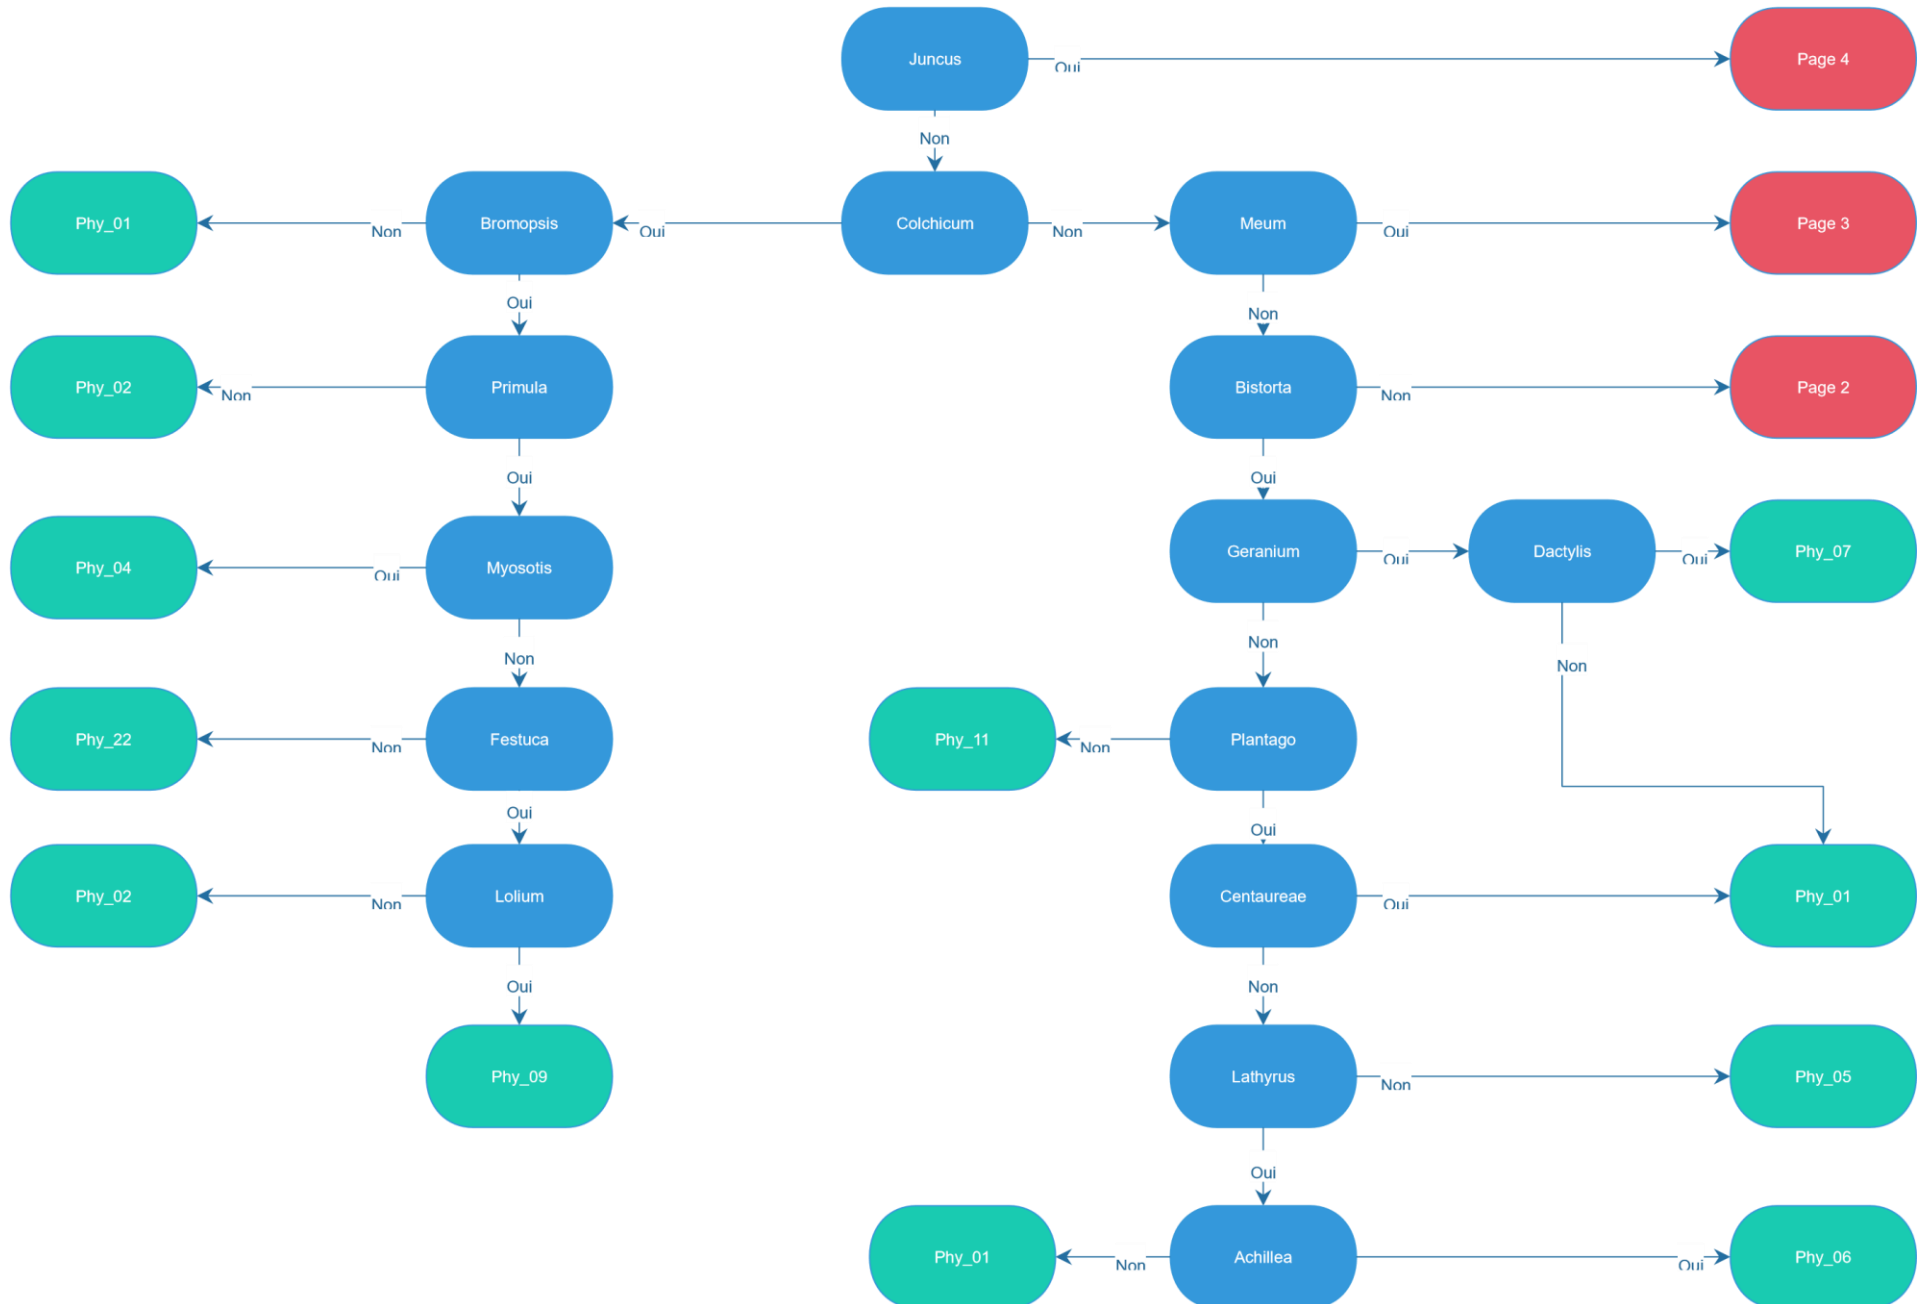 Juncus
Oui
Page 4
Non
Phy_01
Non
Bromopsis
Oui
Colchicum
Non
Meum
Oui
Page 3
Oui
Non
Phy_02
Non
Primula
Bistorta
Non
Page 2
Oui
Oui
Phy_04
Oui
Myosotis
Geranium
Oui
Dactylis
Oui
Phy_07
Non
Non
Non
Phy_22
Non
Festuca
Phy_11
Non
Plantago
Oui
Oui
Phy_02
Non
Lolium
Centaureae
Oui
Phy_01
Oui
Non
Phy_09
Lathyrus
Non
Phy_05
Oui
Phy_01
Non
Achillea
Oui
Phy_06